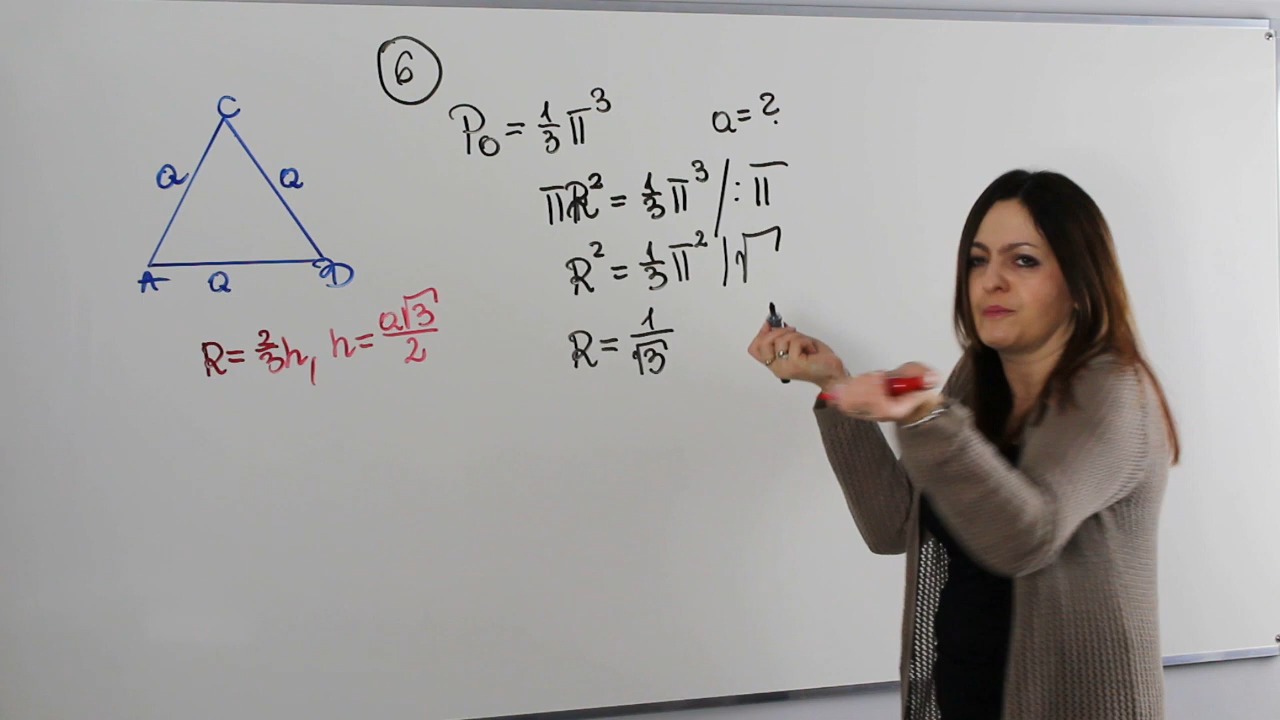 6
P₀ = 1/3 π³
a = ?
πR² = 1/3 π³ / : π
R² = 1/3 π² | √
R = 1/√3
C
a a
A a B
R = 2/3 h, h = a√3/2